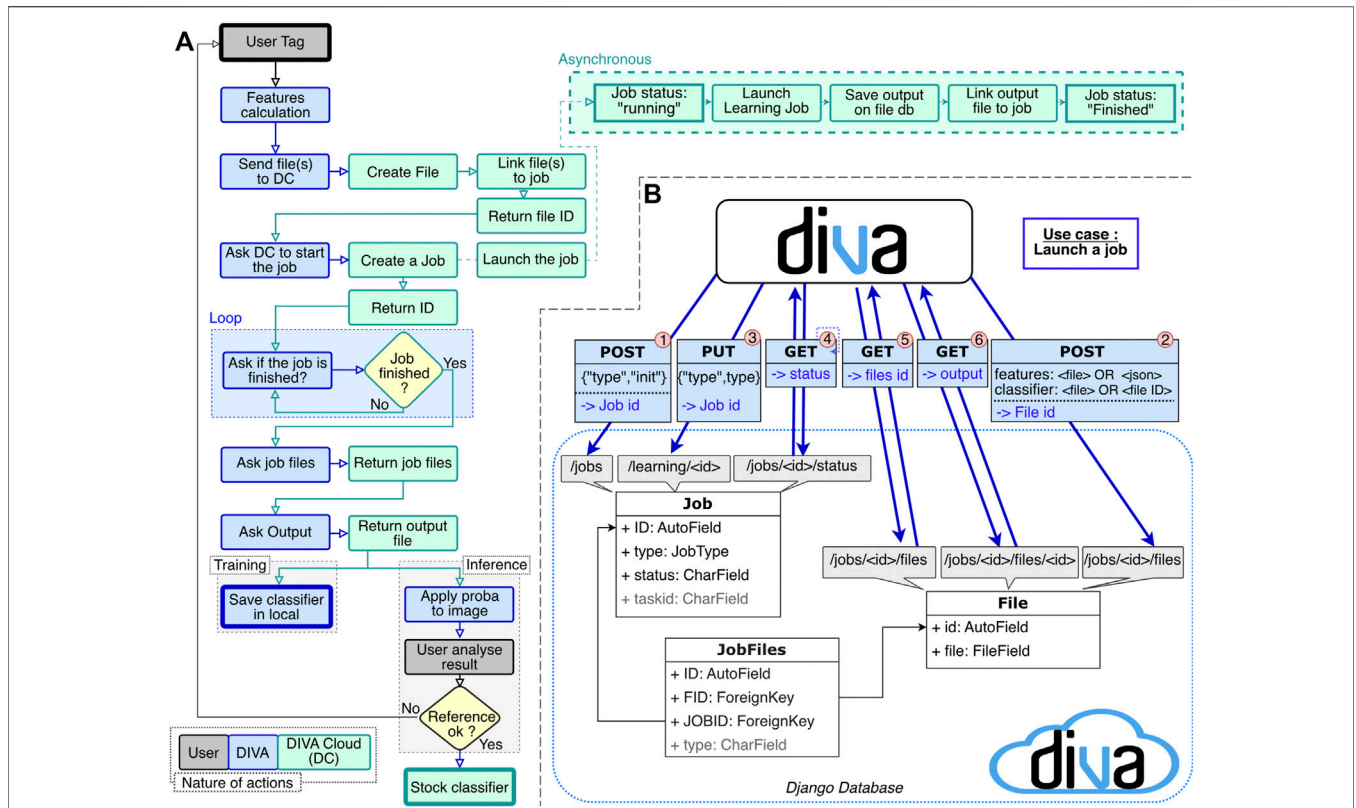 A
User Tag
Features
calculation
Send file(s)
to DC
Create File
Link file(s)
to job
Return file ID
Ask DC to start
the job
Create a Job
Launch the job
Return ID
Loop
Ask if the job is
finished?
Job
finished
?
Yes
No
Ask job files
Return job files
Ask Output
Return output
file
Training
Inference
Save classifier
in local
Apply proba
to image
User analyse
result
Reference
ok ?
No
Yes
Stock classifier
User
DIVA
DIVA Cloud
(DC)
Nature of actions
Asynchronous
Job status:
"running"
Launch
Learning Job
Save output
on file db
Link output
file to job
Job status:
"Finished"
B
diva
Use case :
Launch a job
1
POST
{"type","init"}
-> Job id
3
PUT
{"type",type}
-> Job id
4
GET
-> status
5
GET
-> files id
6
GET
-> output
2
POST
features: <file> OR <json>
classifier: <file> OR <file ID>
-> File id
/jobs
/learning/<id>
/jobs/<id>/status
Job
+ ID: AutoField
+ type: JobType
+ status: CharField
+ taskid: CharField
/jobs/<id>/files
/jobs/<id>/files/<id>
/jobs/<id>/files
File
+ id: AutoField
+ file: FileField
JobFiles
+ ID: AutoField
+ FID: ForeignKey
+ JOBID: ForeignKey
+ type: CharField
Django Database
diva